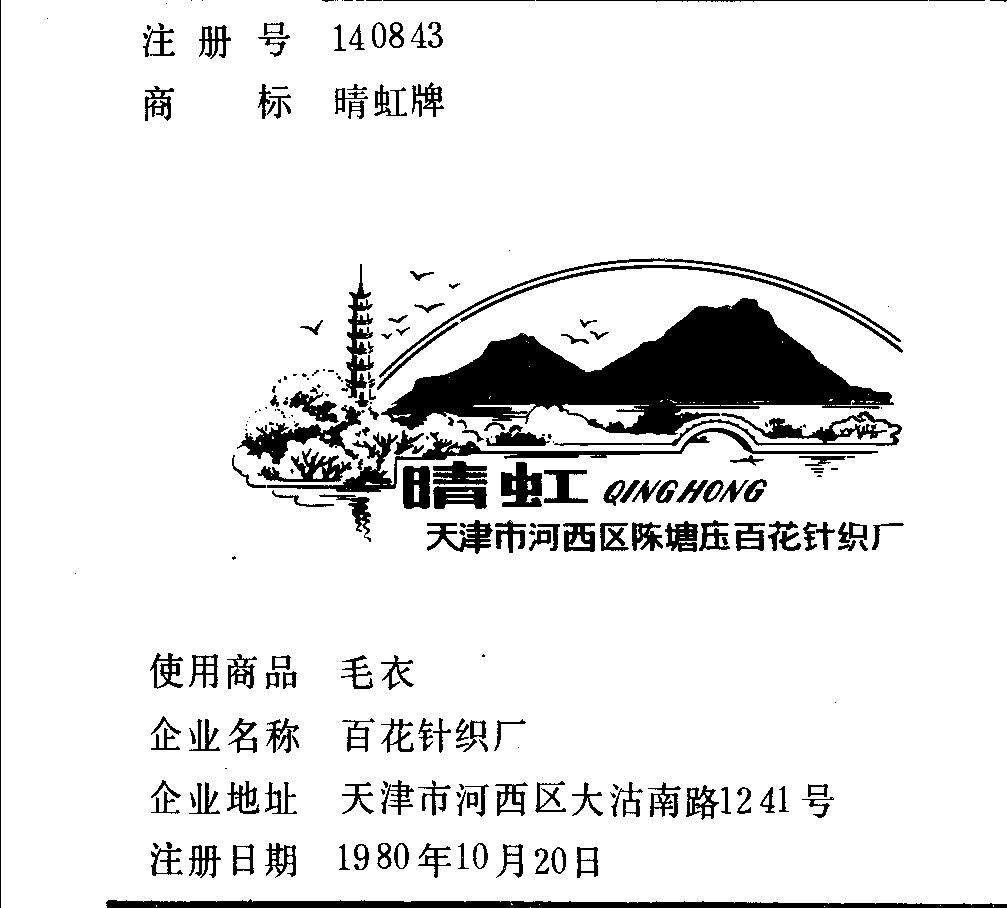 注册号 140843
商标 晴虹牌
晴虹 QINGHONG
天津市河西区陈塘庄百花针织厂
使用商品 毛衣
企业名称 百花针织厂
企业地址 天津市河西区大沽南路1241号
注册日期 1980年10月20日